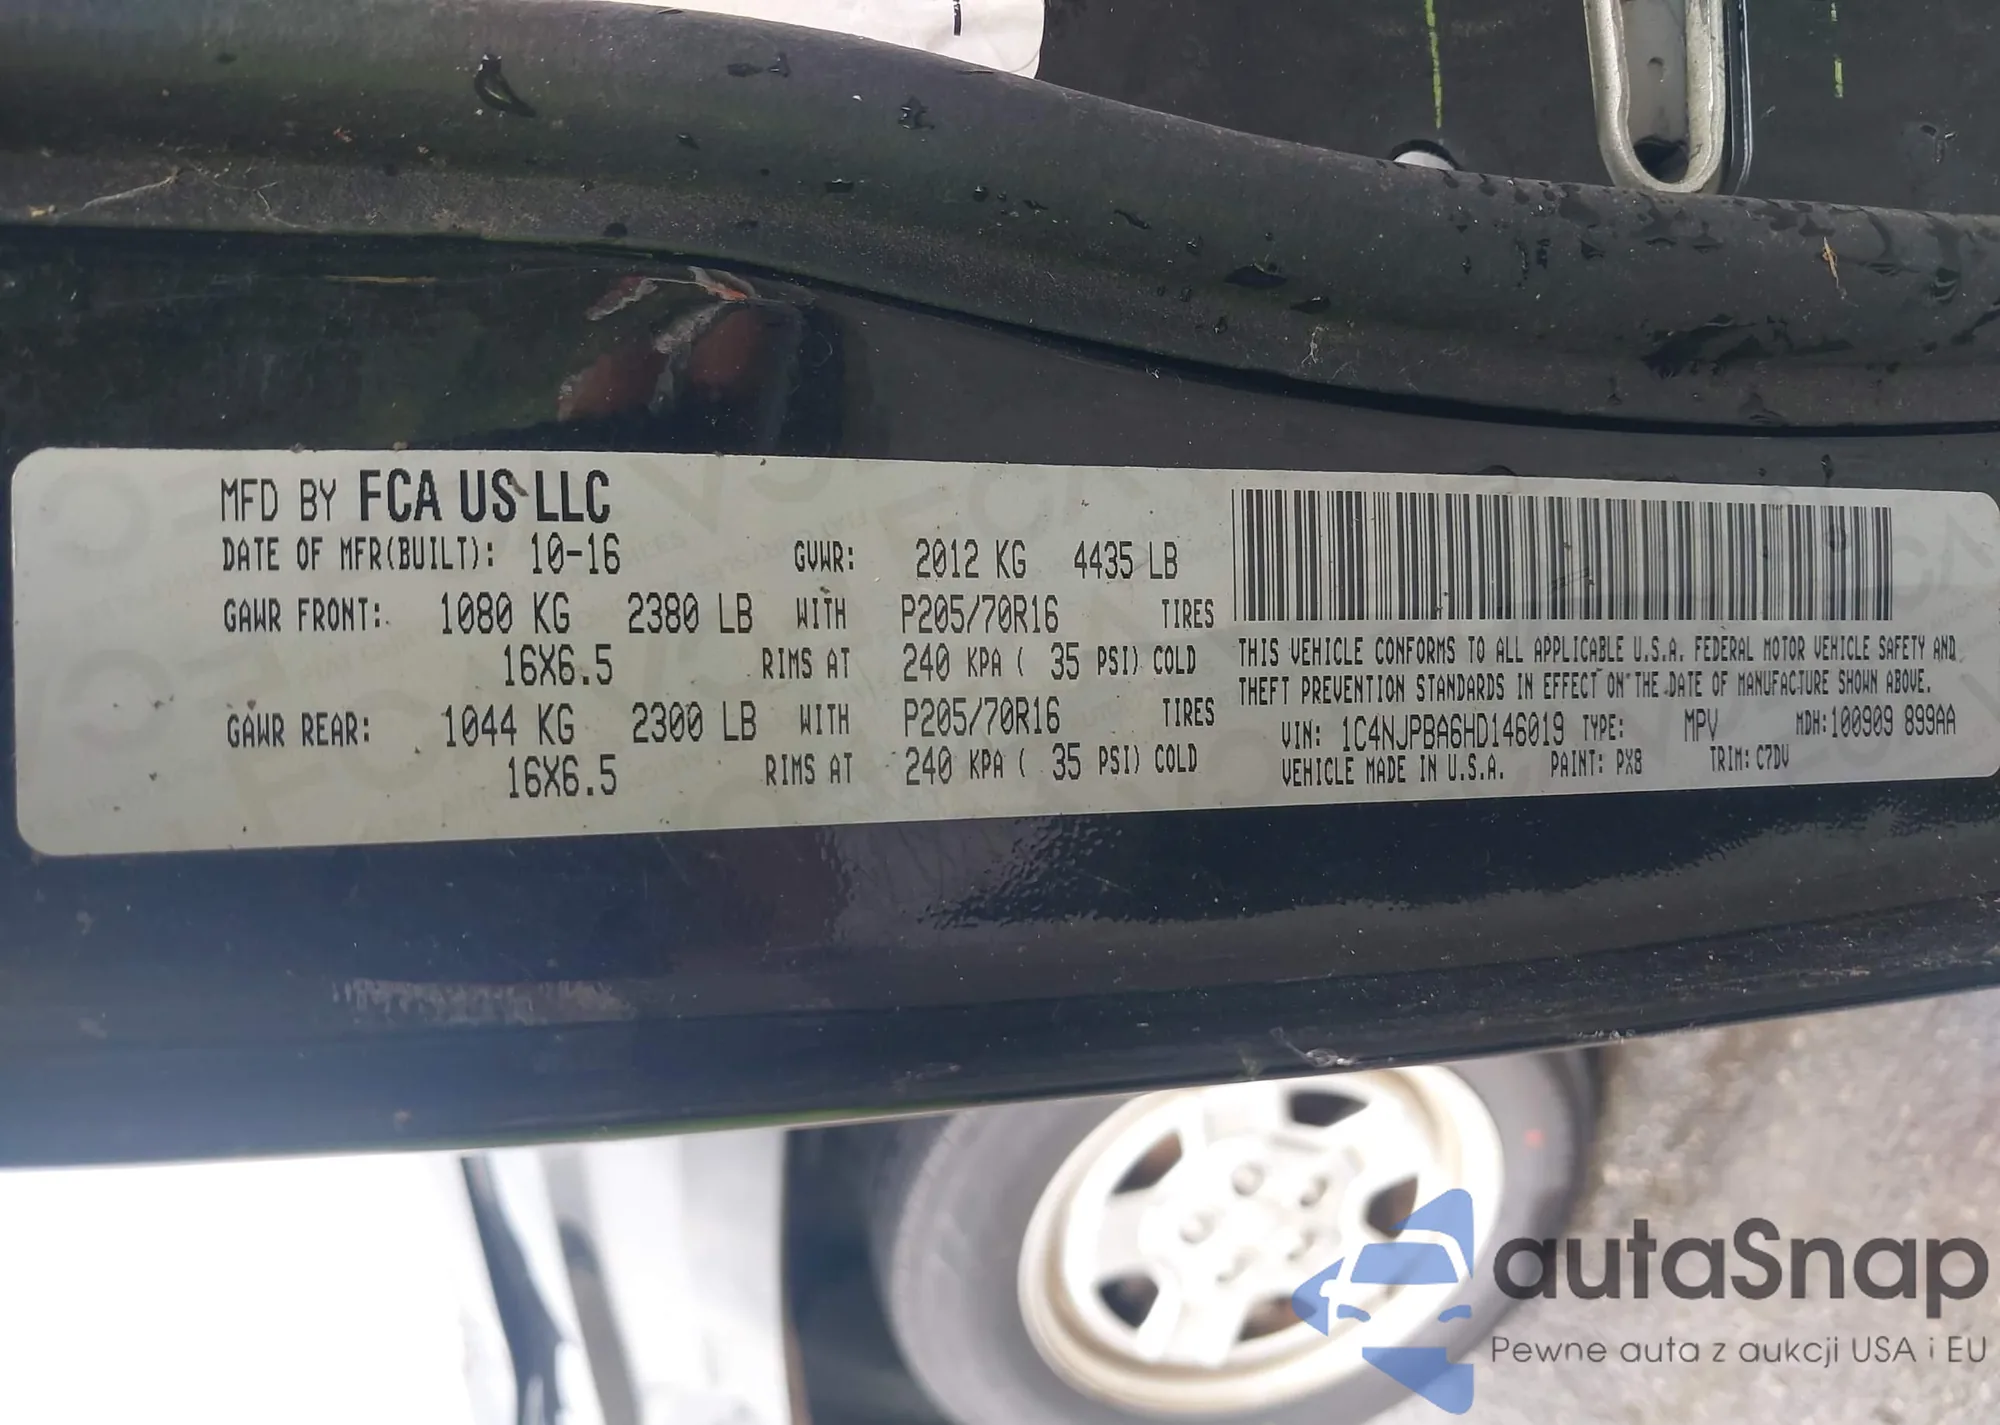 MFD BY FCA US LLC
DATE OF MFR(BUILT): 10-16 GVWR: 2012 KG 4435 LB
GAWR FRONT: 1080 KG 2380 LB WITH P205/70R16 TIRES
16X6.5 RIMS AT 240 KPA ( 35 PSI) COLD
GAWR REAR: 1044 KG 2300 LB WITH P205/70R16 TIRES
16X6.5 RIMS AT 240 KPA ( 35 PSI) COLD
THIS VEHICLE CONFORMS TO ALL APPLICABLE U.S.A. FEDERAL MOTOR VEHICLE SAFETY AND
THEFT PREVENTION STANDARDS IN EFFECT ON THE DATE OF MANUFACTURE SHOWN ABOVE.
VIN: 1C4NJPBA6HD146019 TYPE: MPV MDH:100909 899AA
VEHICLE MADE IN U.S.A. PAINT: PX8 TRIM: C7DV
autaSnap
Pewne auta z aukcji USA i EU